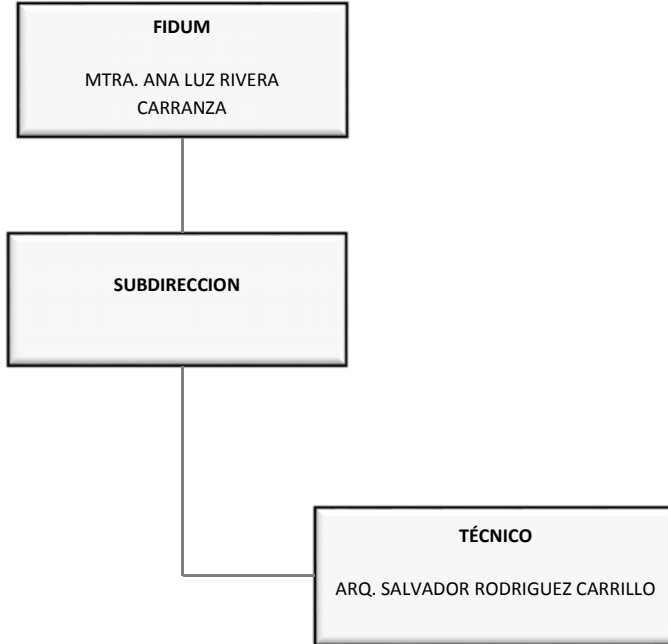 FIDUM
MTRA. ANA LUZ RIVERA
CARRANZA
SUBDIRECCION
TÉCNICO
ARQ. SALVADOR RODRIGUEZ CARRILLO